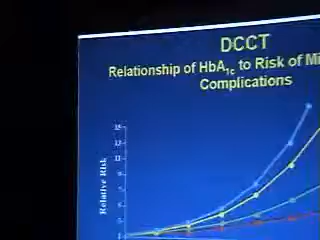 DCCT
Relationship of HbA1c to Risk of Mi
Complications
Relative Risk
15
13
11
9
7
5
3
1